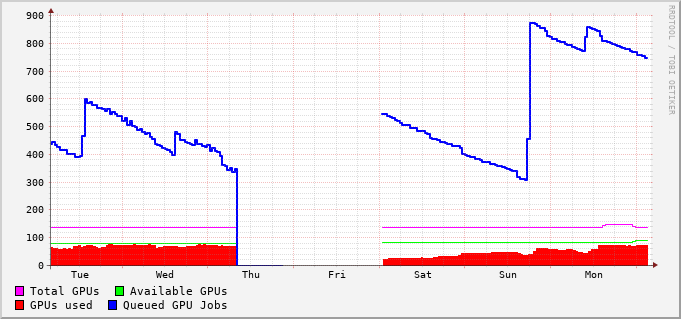 900
800
700
600
500
400
300
200
100
0
Tue Wed Thu Fri Sat Sun Mon
Total GPUs Available GPUs
GPUs used Queued GPU Jobs
RRDTOOL / TOBI OETIKER